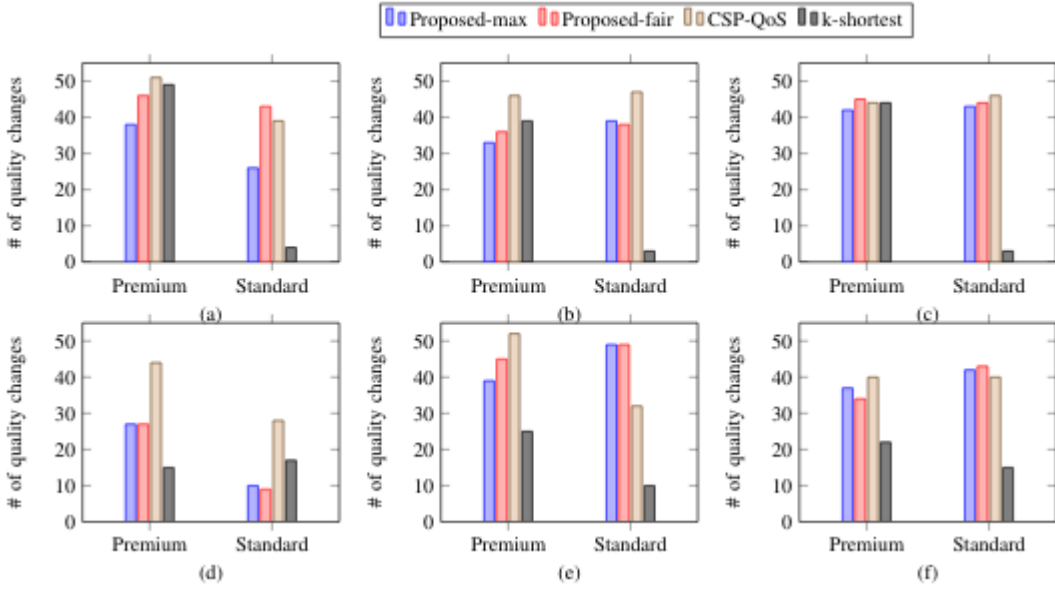 Proposed-max Proposed-fair CSP-QoS k-shortest
# of quality changes
50
40
30
20
10
0
Premium Standard
(a)
# of quality changes
50
40
30
20
10
0
Premium Standard
(b)
# of quality changes
50
40
30
20
10
0
Premium Standard
(c)
# of quality changes
50
40
30
20
10
0
Premium Standard
(d)
# of quality changes
50
40
30
20
10
0
Premium Standard
(e)
# of quality changes
50
40
30
20
10
0
Premium Standard
(f)